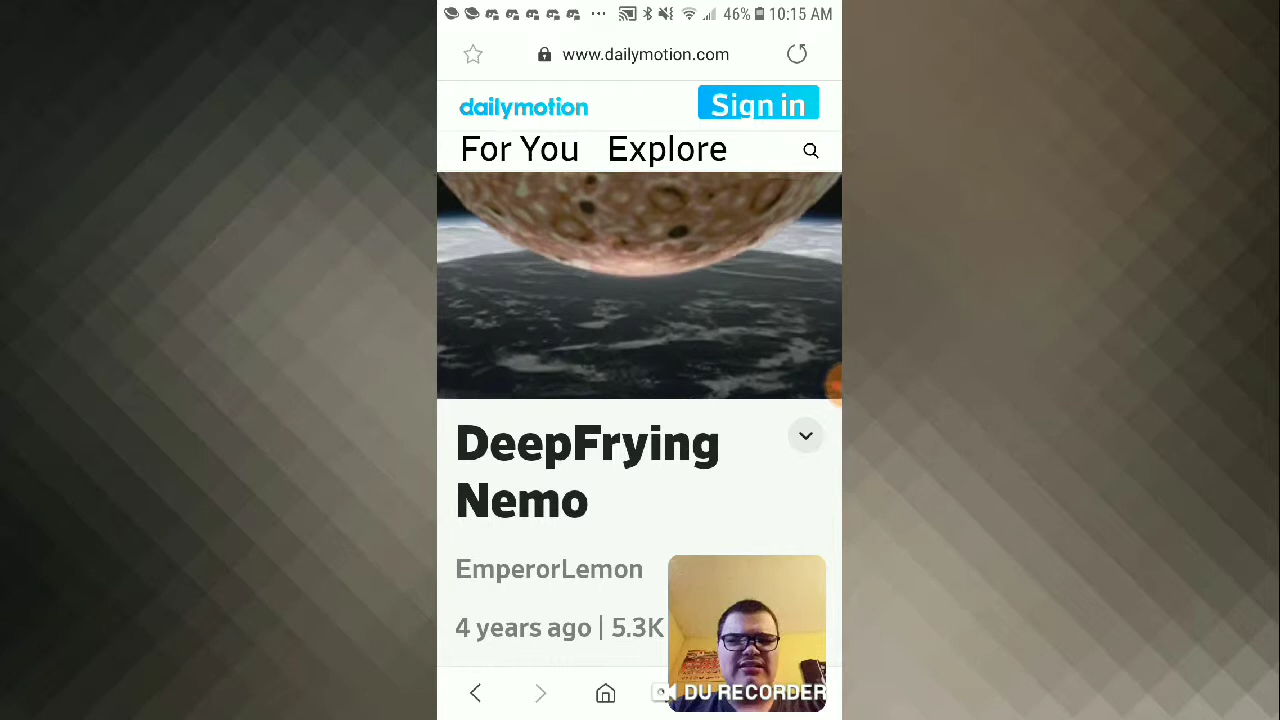 46% 10:15 AM
www.dailymotion.com
dailymotion
Sign in
For You Explore
DeepFrying
Nemo
EmperorLemon
4 years ago | 5.3K
DU RECORDER